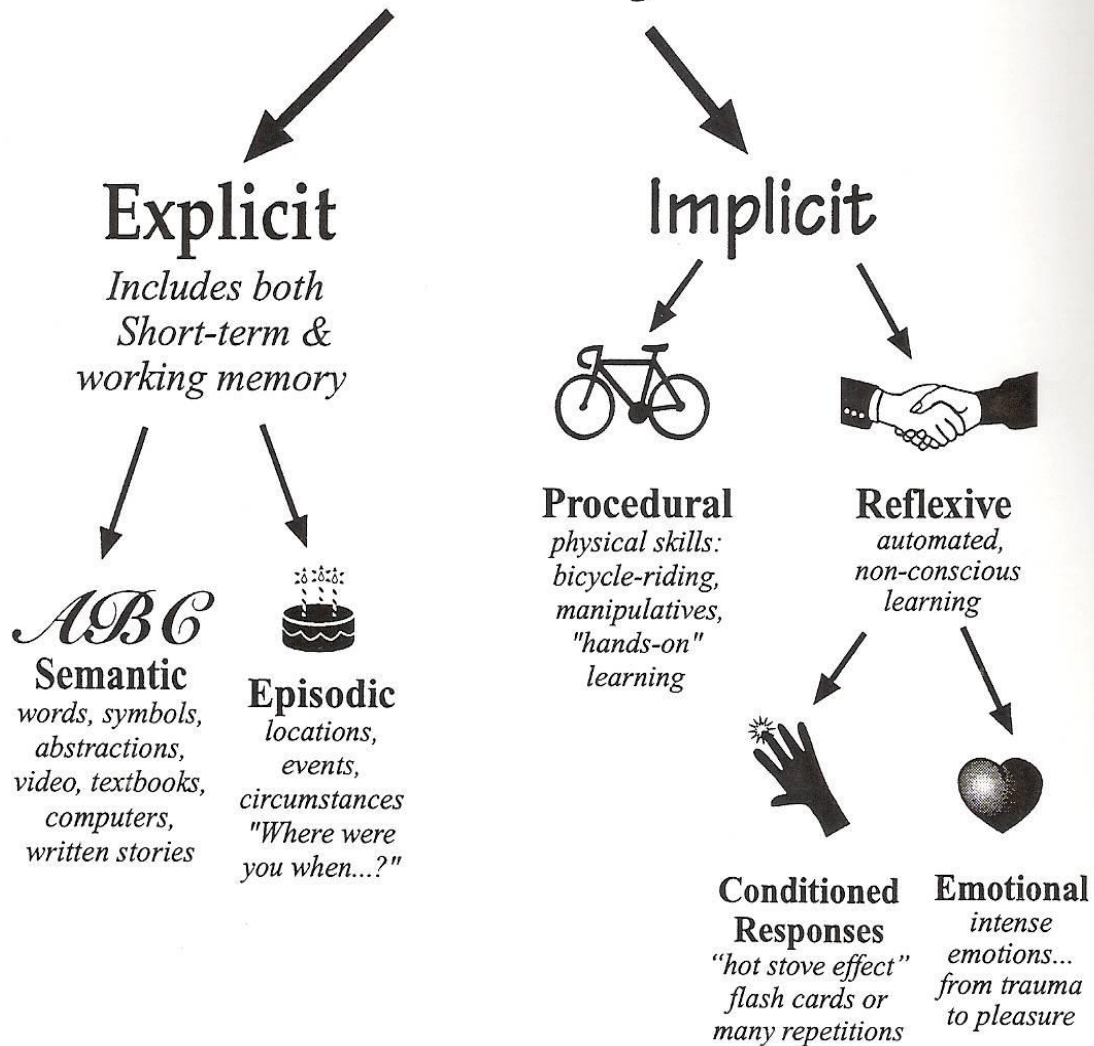 Explicit
Includes both
Short-term &
working memory
ABC
Semantic
words, symbols,
abstractions,
video, textbooks,
computers,
written stories
Episodic
locations,
events,
circumstances
"Where were
you when...?"
Implicit
Procedural
physical skills:
bicycle-riding,
manipulatives,
"hands-on"
learning
Reflexive
automated,
non-conscious
learning
Conditioned
Responses
“hot stove effect”
flash cards or
many repetitions
Emotional
intense
emotions...
from trauma
to pleasure